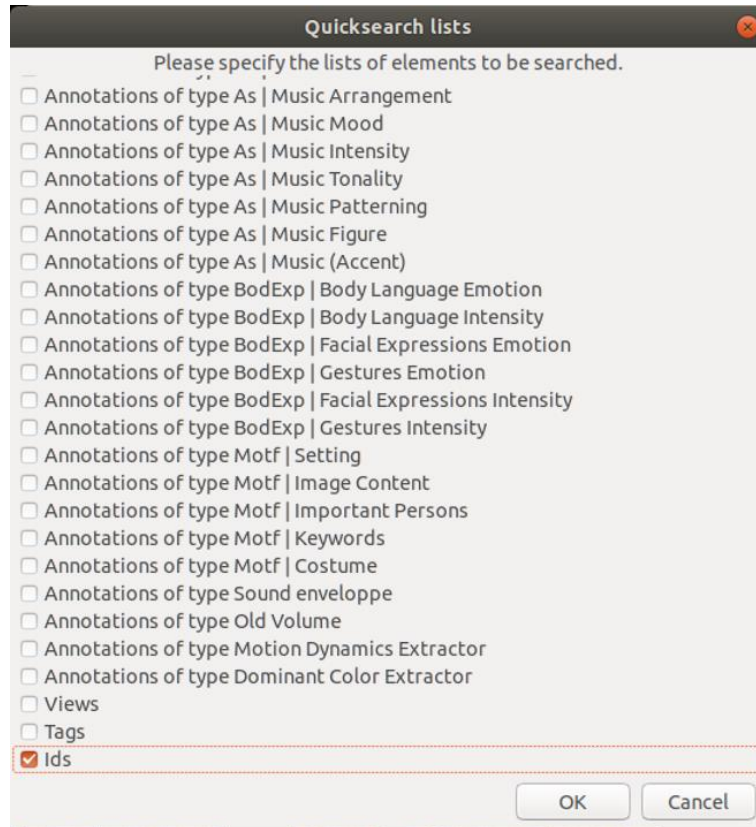 Quicksearch lists
Please specify the lists of elements to be searched.
Annotations of type As | Music Arrangement
Annotations of type As | Music Mood
Annotations of type As | Music Intensity
Annotations of type As | Music Tonality
Annotations of type As | Music Patterning
Annotations of type As | Music Figure
Annotations of type As | Music (Accent)
Annotations of type BodExp | Body Language Emotion
Annotations of type BodExp | Body Language Intensity
Annotations of type BodExp | Facial Expressions Emotion
Annotations of type BodExp | Gestures Emotion
Annotations of type BodExp | Facial Expressions Intensity
Annotations of type BodExp | Gestures Intensity
Annotations of type Motf | Setting
Annotations of type Motf | Image Content
Annotations of type Motf | Important Persons
Annotations of type Motf | Keywords
Annotations of type Motf | Costume
Annotations of type Sound enveloppe
Annotations of type Old Volume
Annotations of type Motion Dynamics Extractor
Annotations of type Dominant Color Extractor
Views
Tags
Ids
OK Cancel